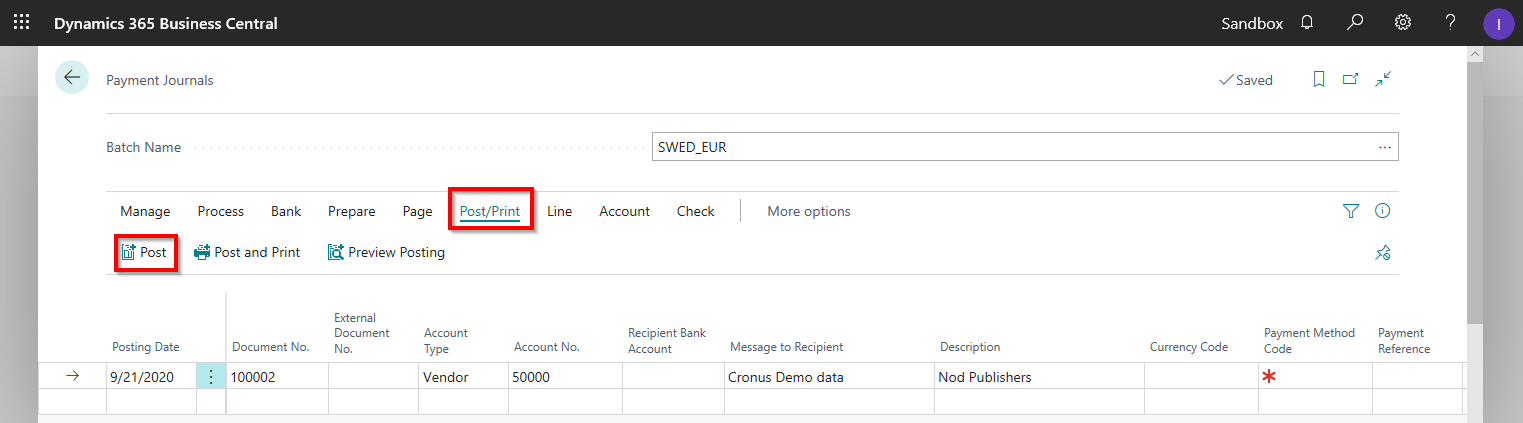 Dynamics 365 Business Central Sandbox ? I
Payment Journals Saved
Batch Name SWED_EUR ...
Manage Process Bank Prepare Page Post/Print Line Account Check More options
Post Post and Print Preview Posting
Posting Date Document No. External Document No. Account Type Account No. Recipient Bank Account Message to Recipient Description Currency Code Payment Method Code Payment Reference
9/21/2020 100002 Vendor 50000 Cronus Demo data Nod Publishers *